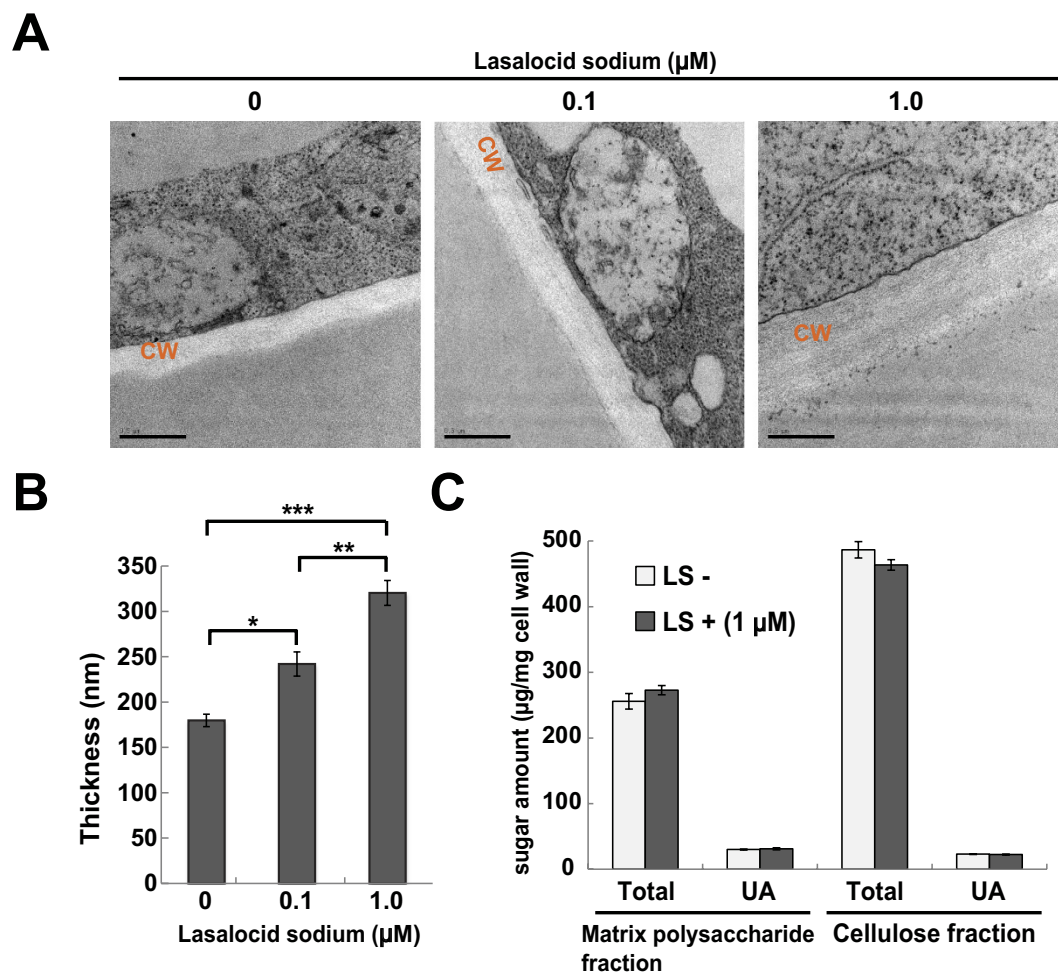 A
Lasalocid sodium (µM)
0 0.1 1.0
CW
CW
CW
B
***
**
*
350
300
250
200
150
100
50
0
Thickness (nm)
0 0.1 1.0
Lasalocid sodium (µM)
C
500
400
300
200
100
0
sugar amount (µg/mg cell wall)
LS -
LS + (1 µM)
Total UA Total UA
Matrix polysaccharide
fraction
Cellulose fraction